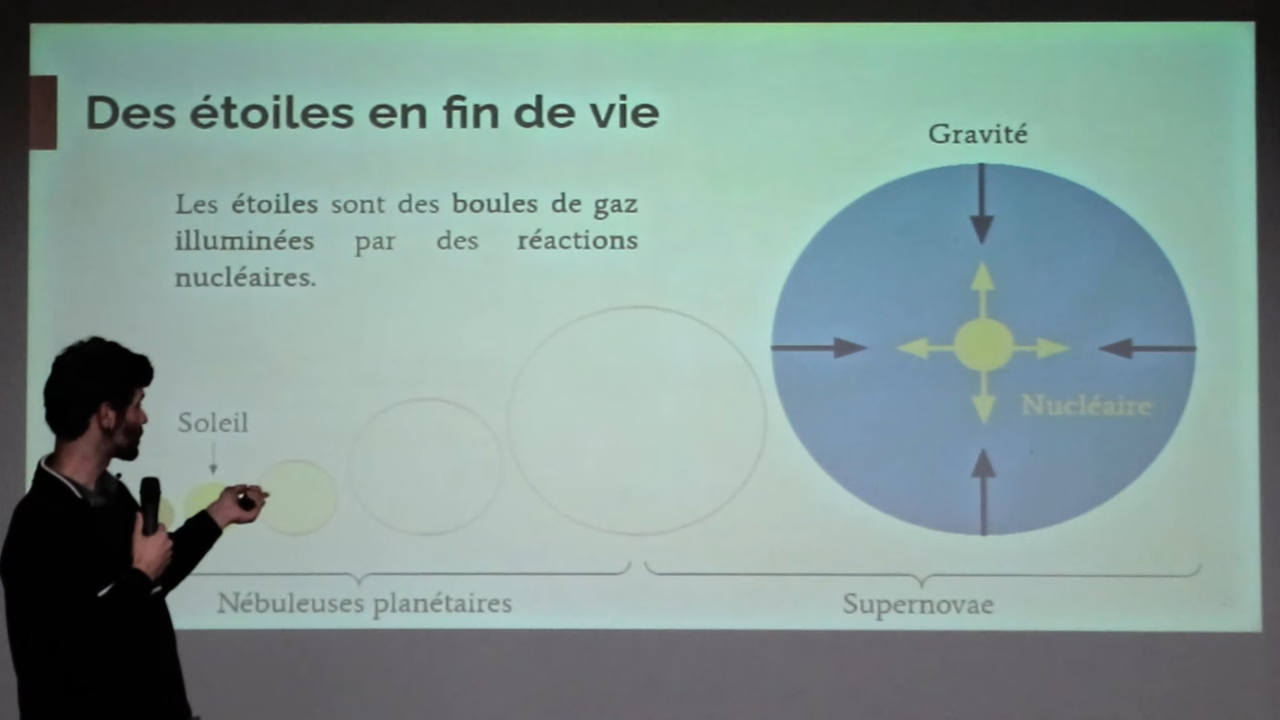 Des étoiles en fin de vie
Gravité
Les étoiles sont des boules de gaz
illuminées par des réactions
nucléaires.
Nucléaire
Soleil
Nébuleuses planétaires
Supernovae